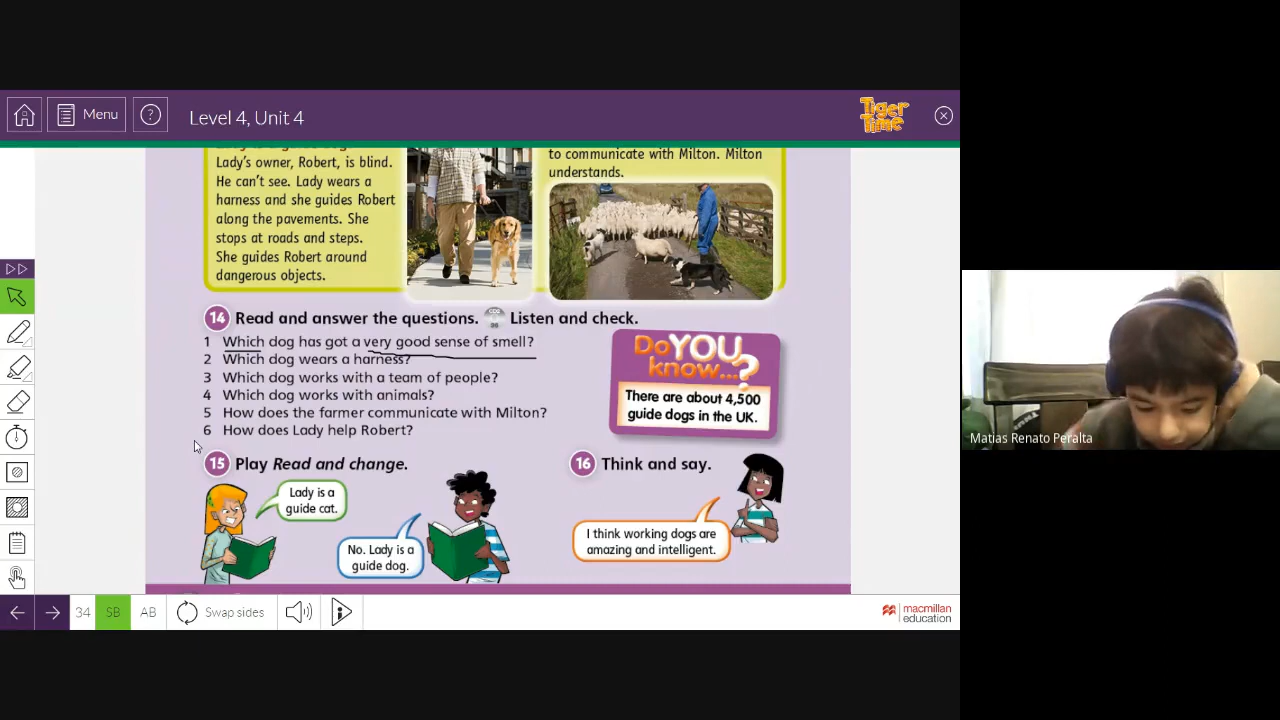 Menu
?
Level 4, Unit 4
Tiger Time
Lady's owner, Robert, is blind.
He can't see. Lady wears a
harness and she guides Robert
along the pavements. She
stops at roads and steps.
She guides Robert around
dangerous objects.
to communicate with Milton. Milton
understands.
14 Read and answer the questions. Listen and check.
1 Which dog has got a very good sense of smell?
2 Which dog wears a harness?
3 Which dog works with a team of people?
4 Which dog works with animals?
5 How does the farmer communicate with Milton?
6 How does Lady help Robert?
Do YOU
know...?
There are about 4,500
guide dogs in the UK.
15 Play Read and change.
Lady is a
guide cat.
No. Lady is a
guide dog.
16 Think and say.
I think working dogs are
amazing and intelligent.
34
SB
AB
Swap sides
macmillan
education
Matias Renato Peralta